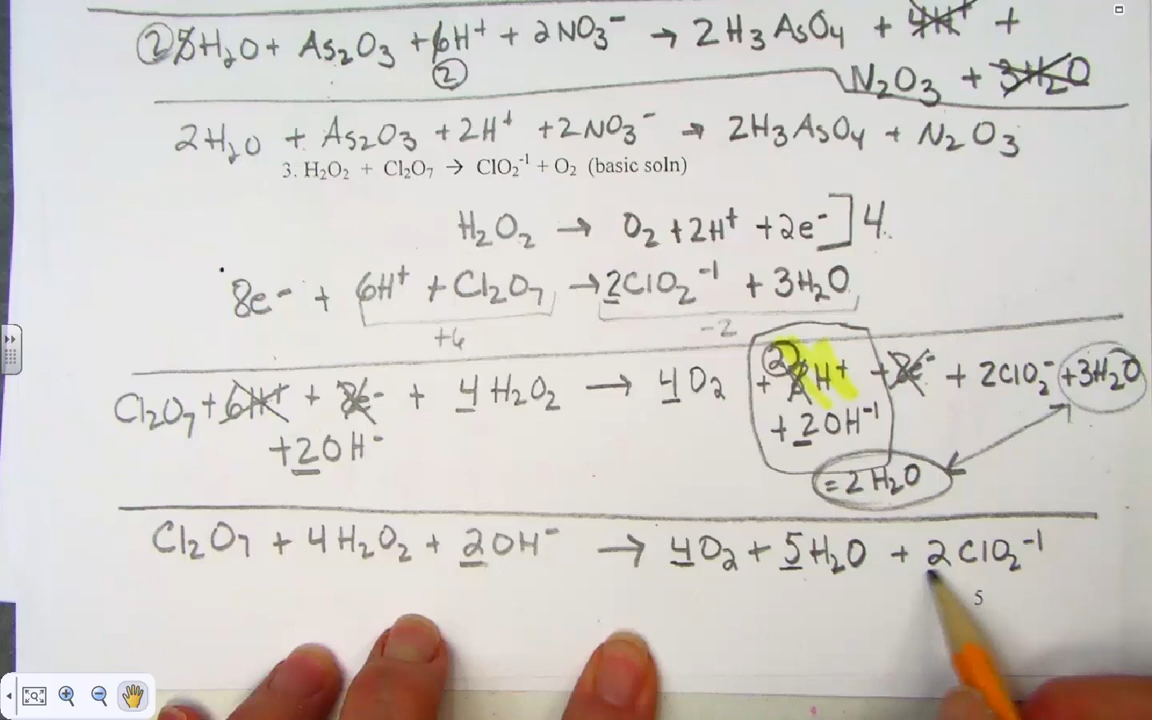 ② 5H₂O + As₂O₃ + 6H⁺ + 2NO₃⁻ → 2H₃AsO₄ + 4H⁺ +
②
N₂O₃ + 3H₂O
2H₂O + As₂O₃ + 2H⁺ + 2NO₃⁻ → 2H₃AsO₄ + N₂O₃
3. H₂O₂ + Cl₂O₇ → ClO₂⁻¹ + O₂ (basic soln)
H₂O₂ → O₂ + 2H⁺ + 2e⁻ ] 4
8e⁻ + 6H⁺ + Cl₂O₇ → 2ClO₂⁻¹ + 3H₂O
+6 -2
Cl₂O₇ + 6H⁺ + 8e⁻ + 4H₂O₂ → 4O₂ + 2 8H⁺ + 8e⁻ + 2ClO₂⁻ + 3H₂O
+ 2OH⁻ + 2OH⁻¹
= 2H₂O
Cl₂O₇ + 4H₂O₂ + 2OH⁻ → 4O₂ + 5H₂O + 2ClO₂⁻¹
5